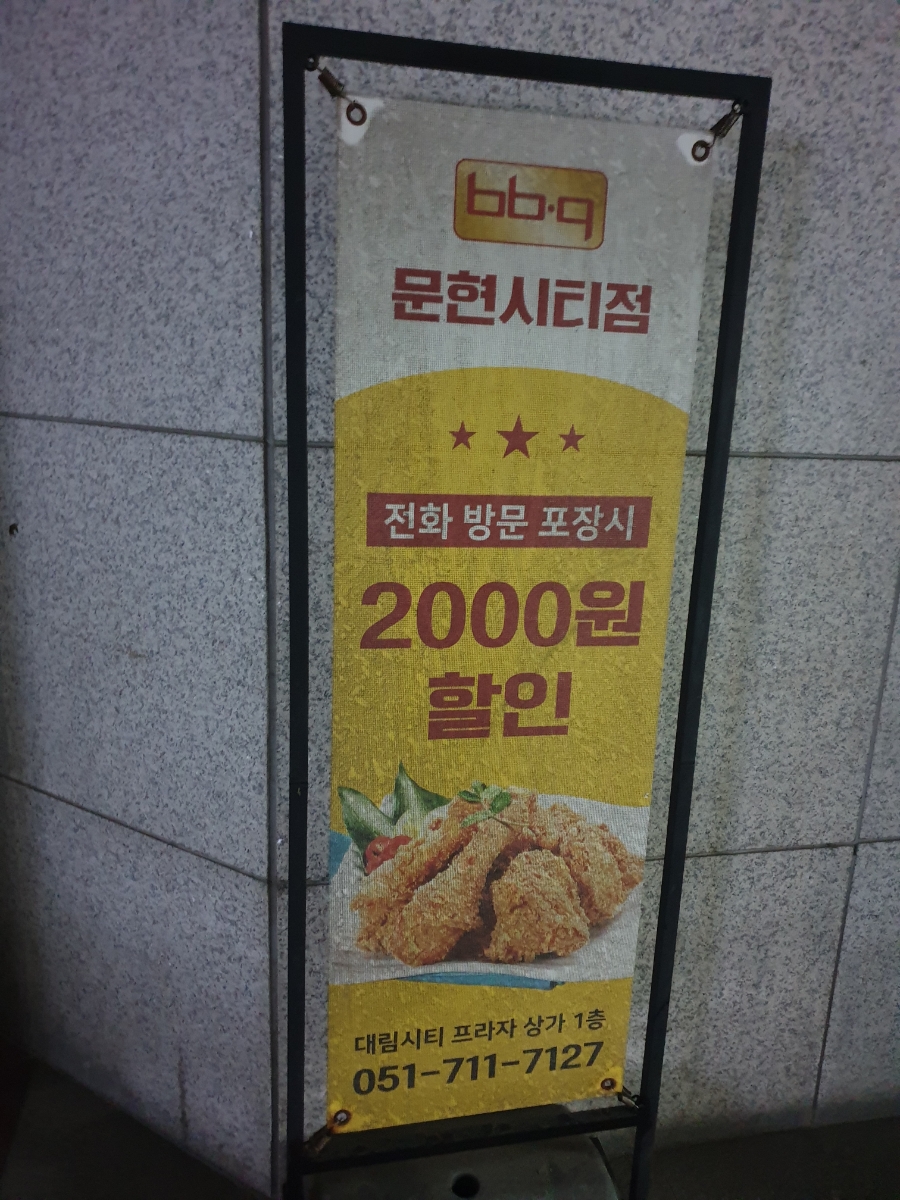 bb.q
문현시티점
전화 방문 포장시
2000원
할인
대림시티 프라자 상가 1층
051-711-7127